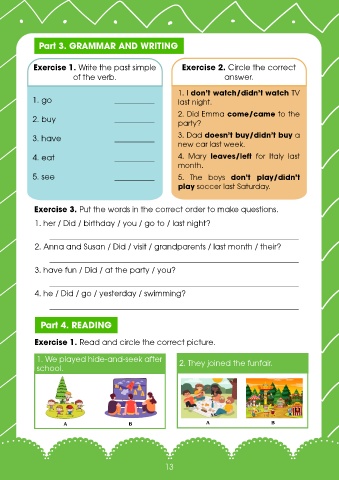 Part 3. GRAMMAR AND WRITING
Exercise 1. Write the past simple
of the verb.
1. go ___________
2. buy ___________
3. have ___________
4. eat ___________
5. see ___________
Exercise 2. Circle the correct
answer.
1. I don't watch/didn't watch TV
last night.
2. Did Emma come/came to the
party?
3. Dad doesn't buy/didn't buy a
new car last week.
4. Mary leaves/left for Italy last
month.
5. The boys don't play/didn't
play soccer last Saturday.
Exercise 3. Put the words in the correct order to make questions.
1. her / Did / birthday / you / go to / last night?
2. Anna and Susan / Did / visit / grandparents / last month / their?
3. have fun / Did / at the party / you?
4. he / Did / go / yesterday / swimming?
Part 4. READING
Exercise 1. Read and circle the correct picture.
1. We played hide-and-seek after
school.
A B
2. They joined the funfair.
A B
13